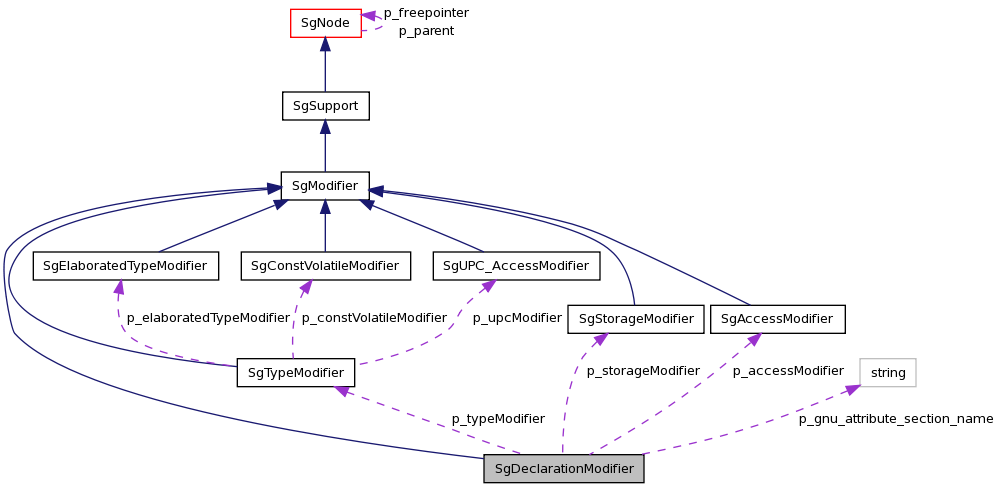 SgNode
p_freepointer
p_parent
SgSupport
SgModifier
SgElaboratedTypeModifier
SgConstVolatileModifier
SgUPC_AccessModifier
p_elaboratedTypeModifier
p_constVolatileModifier
p_upcModifier
SgStorageModifier
SgAccessModifier
SgTypeModifier
p_storageModifier
p_accessModifier
string
p_typeModifier
p_gnu_attribute_section_name
SgDeclarationModifier